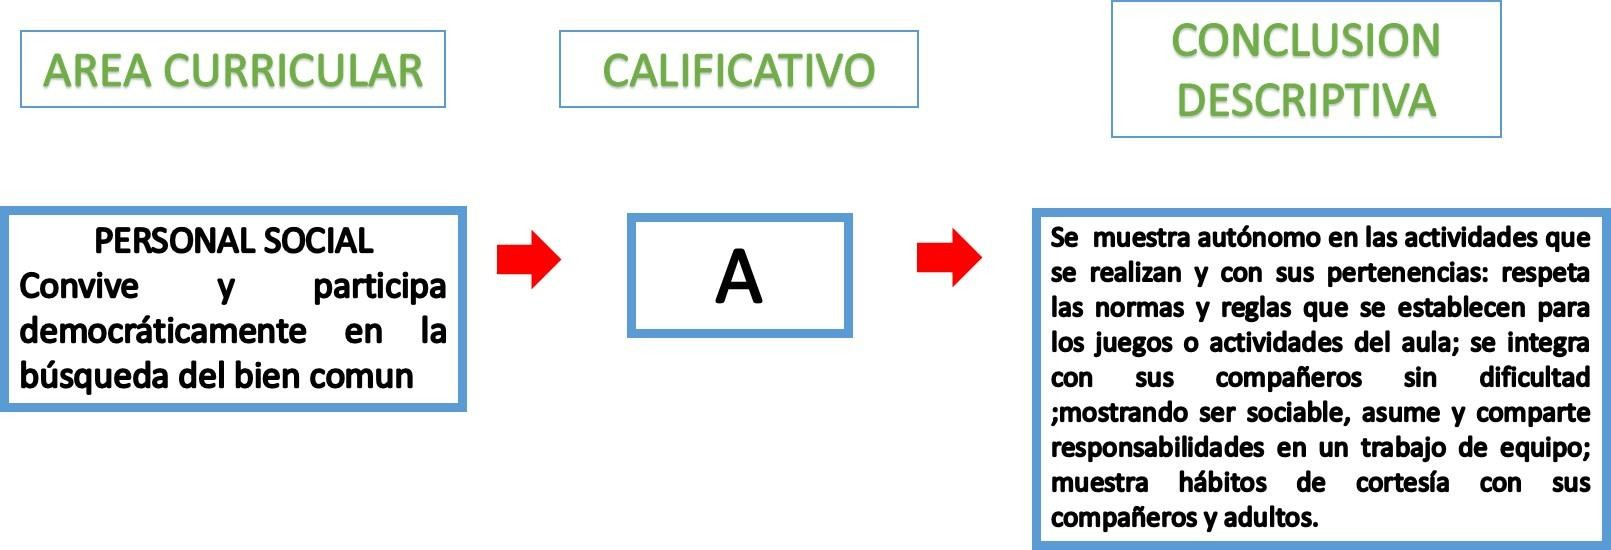 AREA CURRICULAR
CALIFICATIVO
CONCLUSION
DESCRIPTIVA
PERSONAL SOCIAL
Convive y participa
democráticamente en la
búsqueda del bien comun
A
Se muestra autónomo en las actividades que
se realizan y con sus pertenencias: respeta
las normas y reglas que se establecen para
los juegos o actividades del aula; se integra
con sus compañeros sin dificultad
;mostrando ser sociable, asume y comparte
responsabilidades en un trabajo de equipo;
muestra hábitos de cortesía con sus
compañeros y adultos.